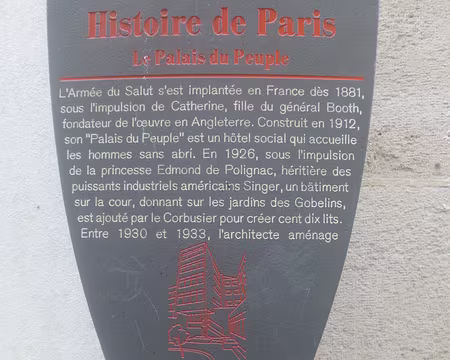 Histoire de Paris
Le Palais du Peuple
L'Armée du Salut s'est implantée en France dès 1881,
sous l'impulsion de Catherine, fille du général Booth,
fondateur de l'œuvre en Angleterre. Construit en 1912,
son "Palais du Peuple" est un hôtel social qui accueille
les hommes sans abri. En 1926, sous l'impulsion
de la princesse Edmond de Polignac, héritière des
puissants industriels américains Singer, un bâtiment
sur la cour, donnant sur les jardins des Gobelins,
est ajouté par le Corbusier pour créer cent dix lits.
Entre 1930 et 1933, l'architecte aménage